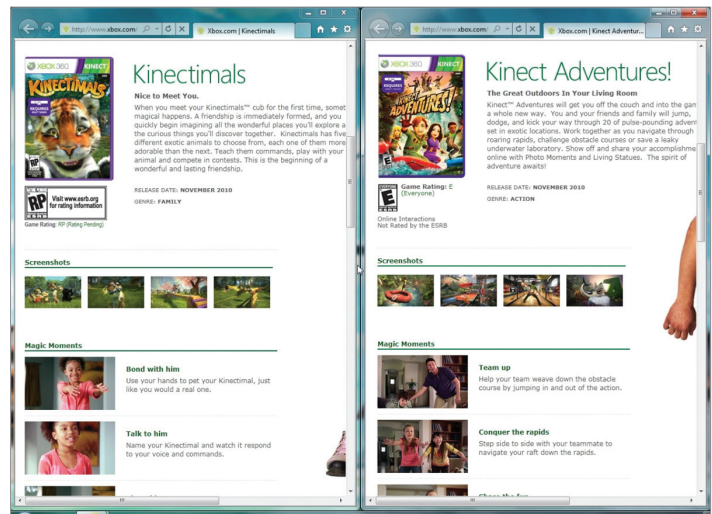 http://www.xbox.com/
Xbox.com | Kinectimals
XBOX 360
KINECT
REQUIRES
KINECTIMALS
RP
Kinectimals
Nice to Meet You.
When you meet your Kinectimals™ cub for the first time, somet
magical happens. A friendship is immediately formed, and you
quickly begin imagining all the wonderful places you'll explore a
the curious things you'll discover together. Kinectimals has five
different exotic animals to choose from, each one of them more
adorable than the next. Teach them commands, play with your
animal and compete in contests. This is the beginning of a
wonderful and lasting friendship.
RP
Visit www.esrb.org
for rating information
Game Rating: RP (Rating Pending)
RELEASE DATE: NOVEMBER 2010
GENRE: FAMILY
Screenshots
Magic Moments
Bond with him
Use your hands to pet your Kinectimal, just
like you would a real one.
Talk to him
Name your Kinectimal and watch it respond
to your voice and commands.
http://www.xbox.com/
Xbox.com | Kinect Adventur...
XBOX 360
KINECT
REQUIRES
KINECT
ADVENTURES!
E
Kinect Adventures!
The Great Outdoors In Your Living Room
Kinect™ Adventures will get you off the couch and into the gam
a whole new way. You and your friends and family will jump,
dodge, and kick your way through 20 of pulse-pounding advent
set in exotic locations. Work together as you navigate through
roaring rapids, challenge obstacle courses or save a leaky
underwater laboratory. Show off and share your accomplishme
online with Photo Moments and Living Statues. The spirit of
adventure awaits!
E
Game Rating: E
(Everyone)
Online Interactions
Not Rated by the ESRB
RELEASE DATE: NOVEMBER 2010
GENRE: ACTION
Screenshots
Magic Moments
Team up
Help your team weave down the obstacle
course by jumping in and out of the action.
Conquer the rapids
Step side to side with your teammate to
navigate your raft down the rapids.